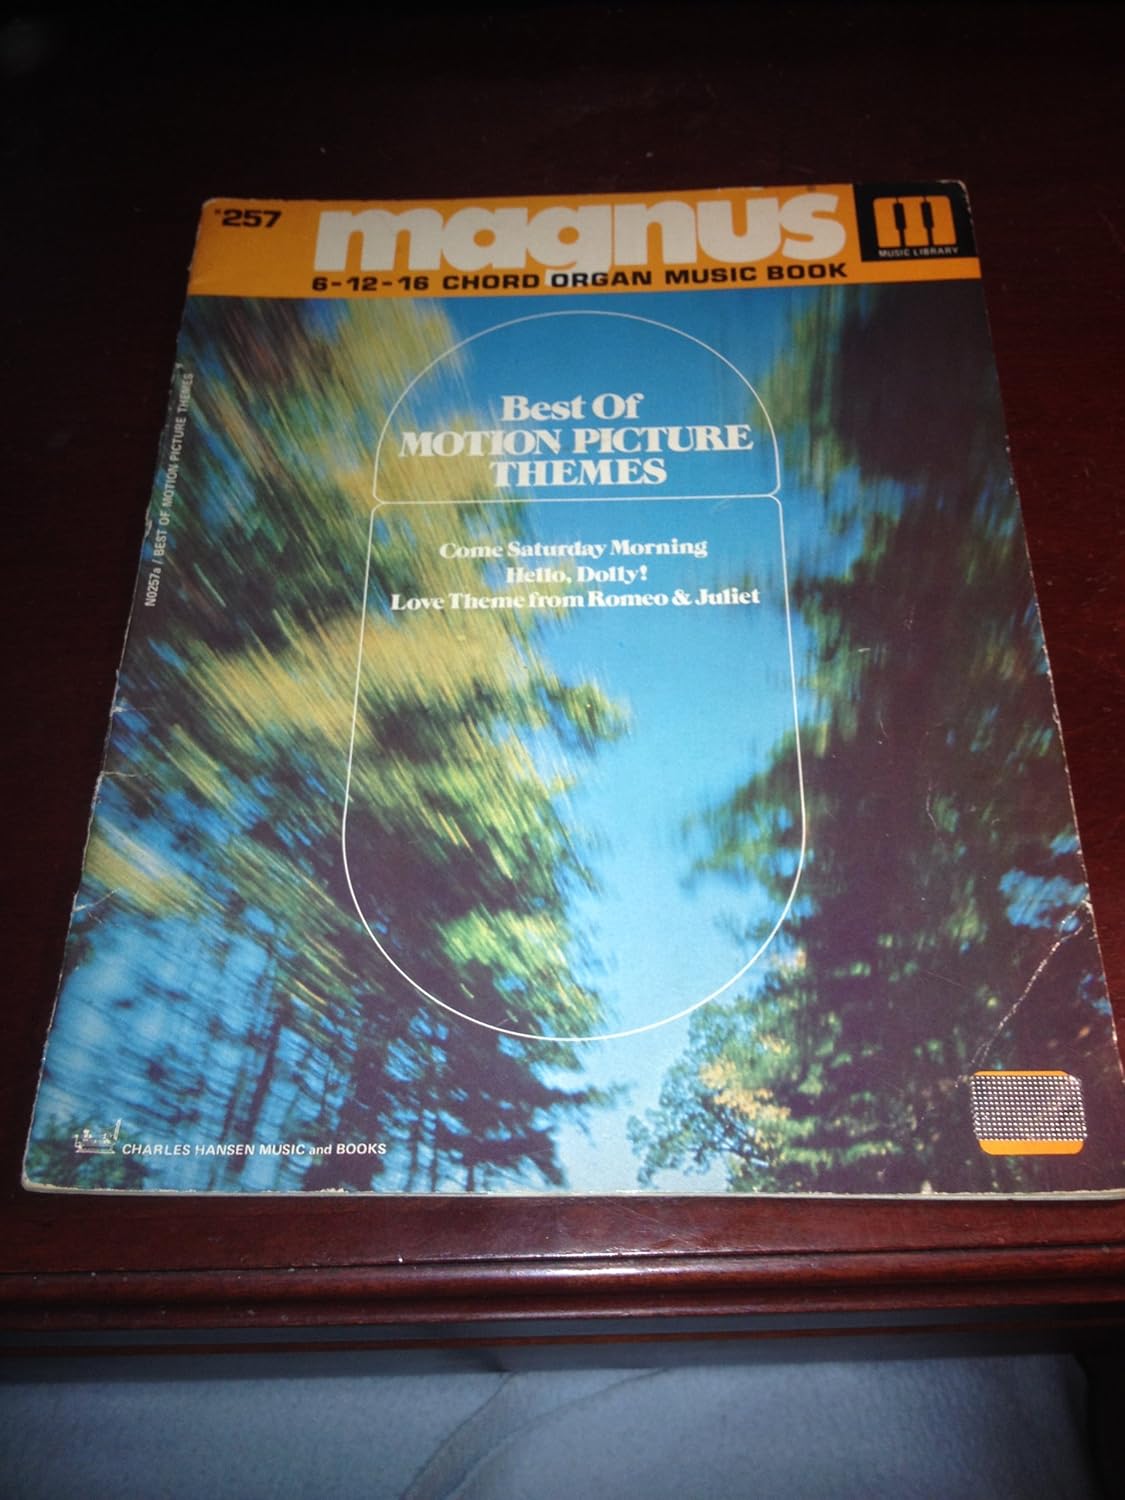 #257
magnus
6-12-16 CHORD ORGAN MUSIC BOOK
MUSIC LIBRARY
Best Of
MOTION PICTURE
THEMES
Come Saturday Morning
Hello, Dolly!
Love Theme from Romeo & Juliet
N0257a / BEST OF MOTION PICTURE THEMES
CHARLES HANSEN MUSIC and BOOKS